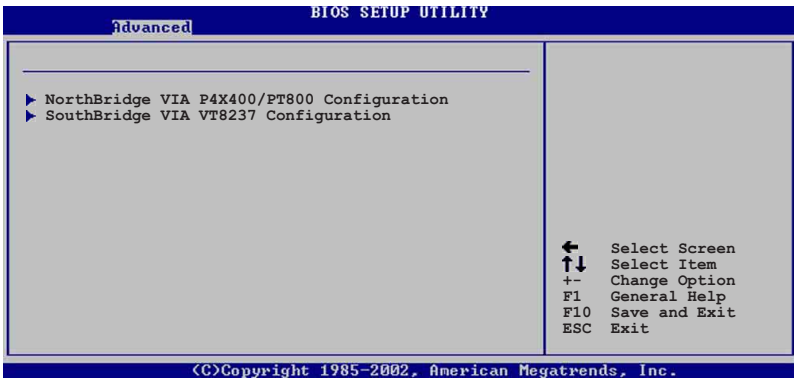 BIOS SETUP UTILITY
Advanced
NorthBridge VIA P4X400/PT800 Configuration
SouthBridge VIA VT8237 Configuration
← Select Screen
↑↓ Select Item
+- Change Option
F1 General Help
F10 Save and Exit
ESC Exit
(C)Copyright 1985-2002, American Megatrends, Inc.